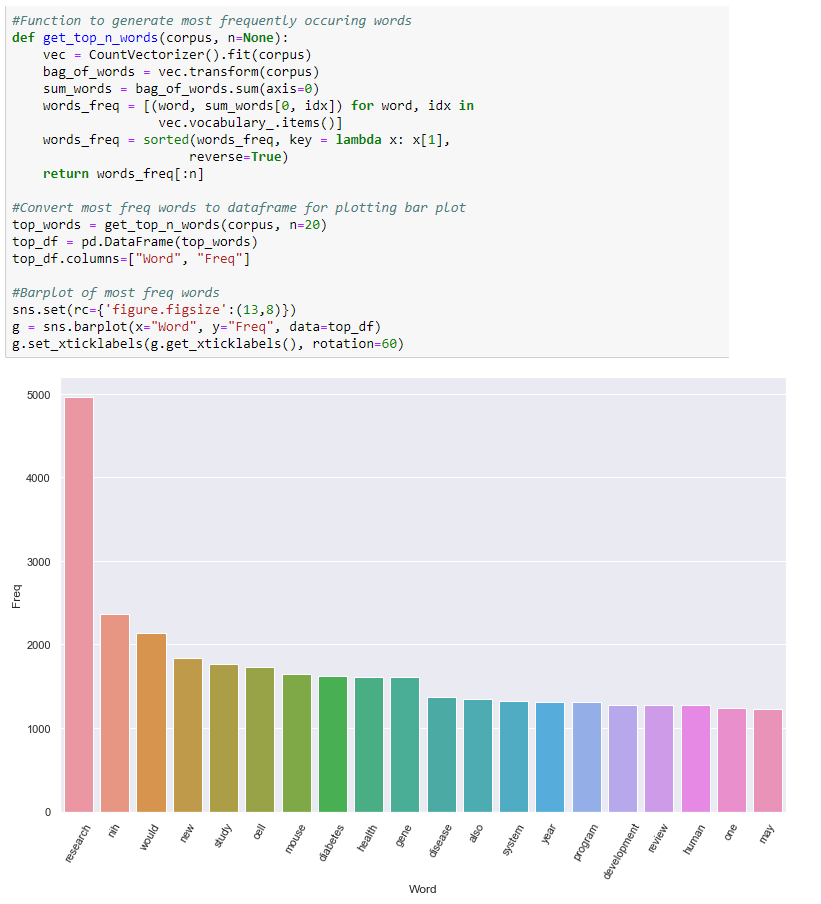 #Function to generate most frequently occuring words
def get_top_n_words(corpus, n=None):
    vec = CountVectorizer().fit(corpus)
    bag_of_words = vec.transform(corpus)
    sum_words = bag_of_words.sum(axis=0)
    words_freq = [(word, sum_words[0, idx]) for word, idx in
                   vec.vocabulary_.items()]
    words_freq = sorted(words_freq, key = lambda x: x[1],
                       reverse=True)
    return words_freq[:n]

#Convert most freq words to dataframe for plotting bar plot
top_words = get_top_n_words(corpus, n=20)
top_df = pd.DataFrame(top_words)
top_df.columns=["Word", "Freq"]

#Barplot of most freq words
sns.set(rc={'figure.figsize':(13,8)})
g = sns.barplot(x="Word", y="Freq", data=top_df)
g.set_xticklabels(g.get_xticklabels(), rotation=60)
5000
4000
3000
2000
1000
0
Freq
research
nih
would
new
study
cell
mouse
diabetes
health
gene
disease
also
system
year
program
development
review
human
one
may
Word